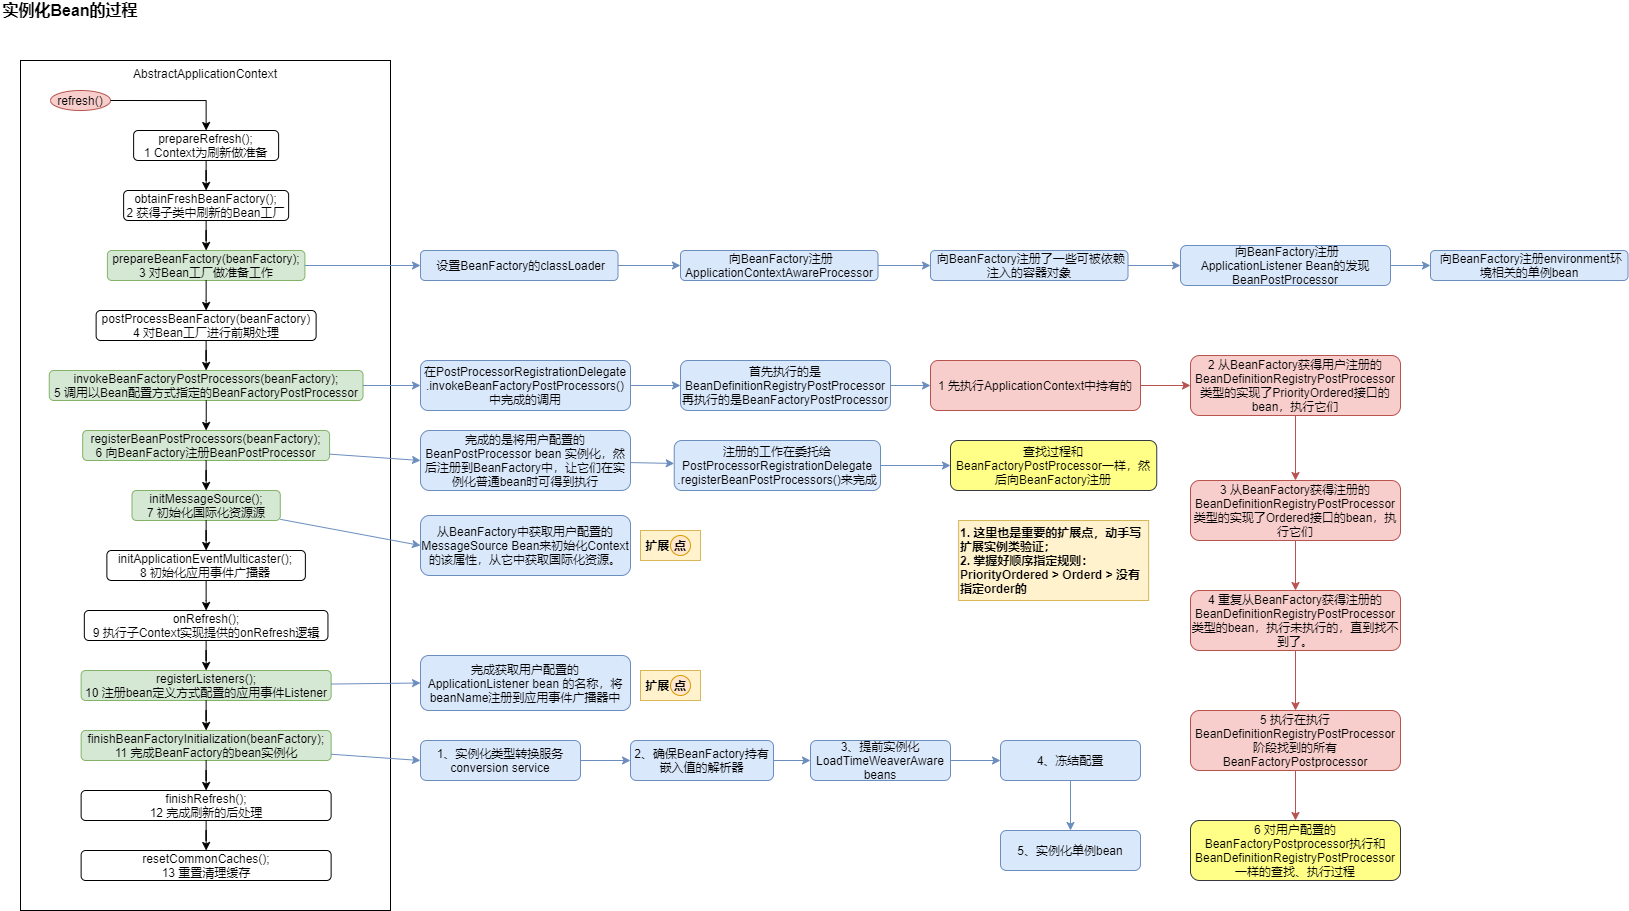 实例化Bean的过程
AbstractApplicationContext
refresh()
prepareRefresh();
1 Context为刷新做准备
obtainFreshBeanFactory();
2 获得子类中刷新的Bean工厂
prepareBeanFactory(beanFactory);
3 对Bean工厂做准备工作
设置BeanFactory的classLoader
向BeanFactory注册
ApplicationContextAwareProcessor
向BeanFactory注册了一些可被依赖
注入的容器对象
向BeanFactory注册
ApplicationListener Bean的发现
BeanPostProcessor
向BeanFactory注册environment环
境相关的单例bean
postProcessBeanFactory(beanFactory)
4 对Bean工厂进行前期处理
invokeBeanFactoryPostProcessors(beanFactory);
5 调用以Bean配置方式指定的BeanFactoryPostProcessor
在PostProcessorRegistrationDelegate
.invokeBeanFactoryPostProcessors()
中完成的调用
首先执行的是
BeanDefinitionRegistryPostProcessor
再执行的是BeanFactoryPostProcessor
1 先执行ApplicationContext中持有的
2 从BeanFactory获得用户注册的
BeanDefinitionRegistryPostProcessor
类型的实现了PriorityOrdered接口的
bean，执行它们
registerBeanPostProcessors(beanFactory);
6 向BeanFactory注册BeanPostProcessor
完成的是将用户配置的
BeanPostProcessor bean 实例化，然
后注册到BeanFactory中，让它们在实
例化普通bean时可得到执行
注册的工作在委托给
PostProcessorRegistrationDelegate
.registerBeanPostProcessors()来完成
查找过程和
BeanFactoryPostProcessor一样，然
后向BeanFactory注册
3 从BeanFactory获得注册的
BeanDefinitionRegistryPostProcessor
类型的实现了Ordered接口的bean，执
行它们
initMessageSource();
7 初始化国际化资源源
从BeanFactory中获取用户配置的
MessageSource Bean来初始化Context
的该属性，从它中获取国际化资源。
扩展点
1. 这里也是重要的扩展点，动手写
扩展实例类验证；
2. 掌握好顺序指定规则：
PriorityOrdered > Orderd > 没有
指定order的
initApplicationEventMulticaster();
8 初始化应用事件广播器
4 重复从BeanFactory获得注册的
BeanDefinitionRegistryPostProcessor
类型的bean，执行未执行的，直到找不
到了。
onRefresh();
9 执行子Context实现提供的onRefresh逻辑
registerListeners();
10 注册bean定义方式配置的应用事件Listener
完成获取用户配置的
ApplicationListener bean 的名称，将
beanName注册到应用事件广播器中
扩展点
finishBeanFactoryInitialization(beanFactory);
11 完成BeanFactory的bean实例化
1、实例化类型转换服务
conversion service
2、确保BeanFactory持有
嵌入值的解析器
3、提前实例化
LoadTimeWeaverAware
beans
4、冻结配置
5 执行在执行
BeanDefinitionRegistryPostProcessor
阶段找到的所有
BeanFactoryPostprocessor
finishRefresh();
12 完成刷新的后处理
5、实例化单例bean
6 对用户配置的
BeanFactoryPostprocessor执行和
BeanDefinitionRegistryPostProcessor
一样的查找、执行过程
resetCommonCaches();
13 重置清理缓存